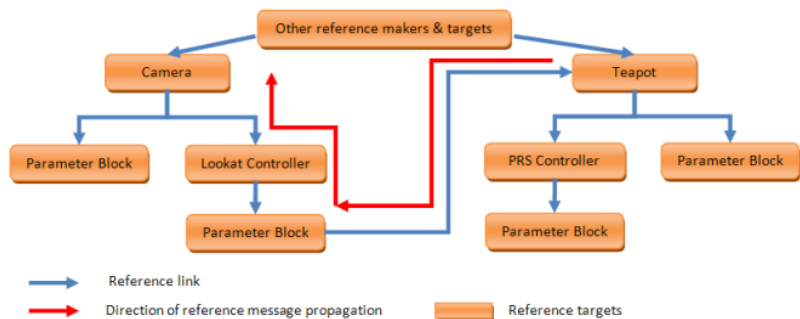 Other reference makers & targets
Camera
Teapot
Parameter Block
Lookat Controller
PRS Controller
Parameter Block
Parameter Block
Parameter Block
Reference link
Direction of reference message propagation
Reference targets